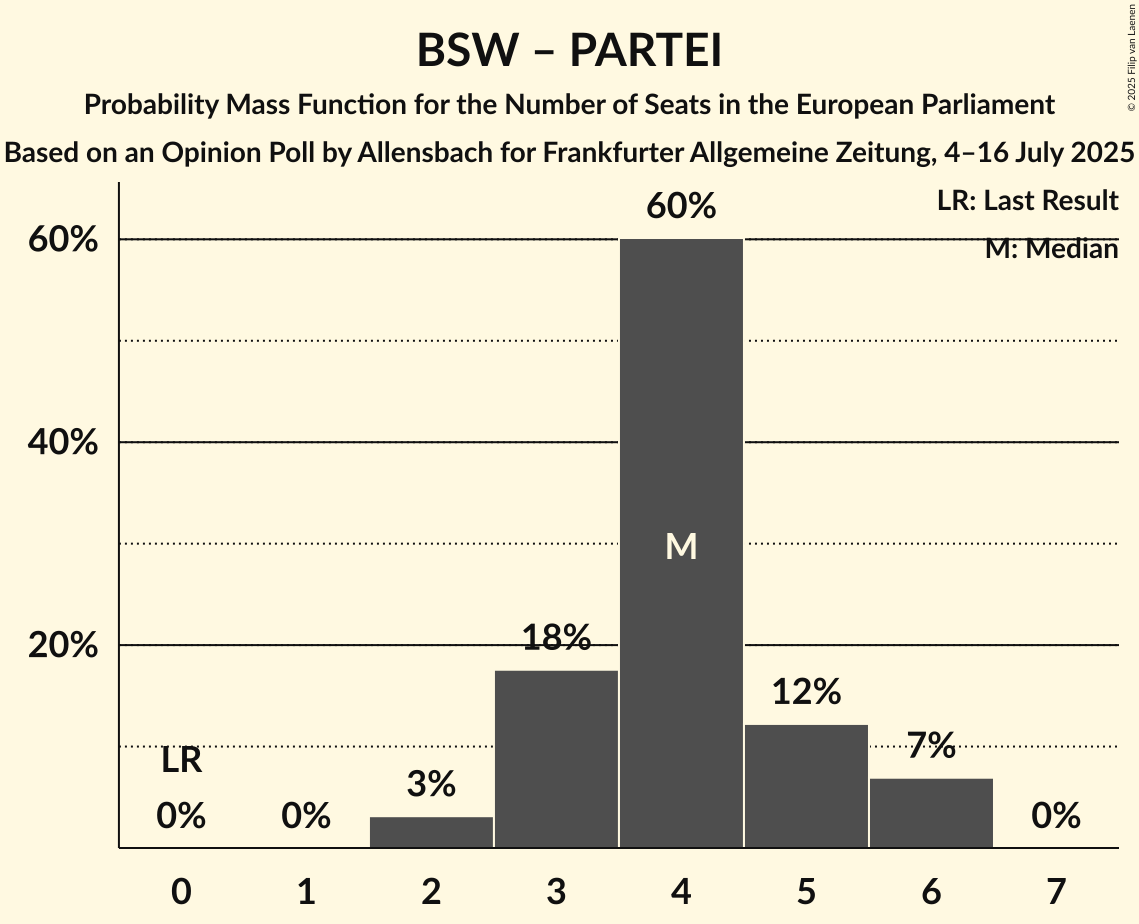 BSW – PARTEI
Probability Mass Function for the Number of Seats in the European Parliament
Based on an Opinion Poll by Allensbach for Frankfurter Allgemeine Zeitung, 4–16 July 2025
© 2025 Filip van Laenen
LR: Last Result
M: Median
60%
40%
20%
LR
0%
0%
3%
18%
60%
M
12%
7%
0%
0 1 2 3 4 5 6 7